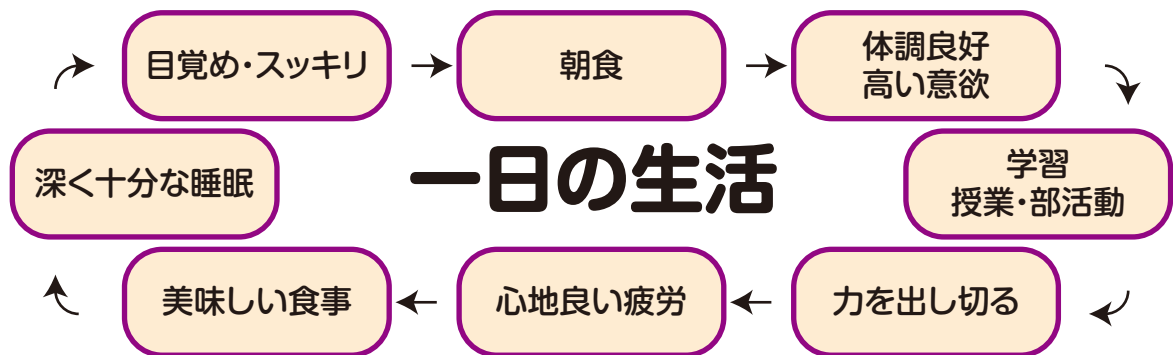 目覚め・スッキリ
朝食
体調良好
高い意欲
深く十分な睡眠
一日の生活
学習
授業・部活動
美味しい食事
心地良い疲労
力を出し切る